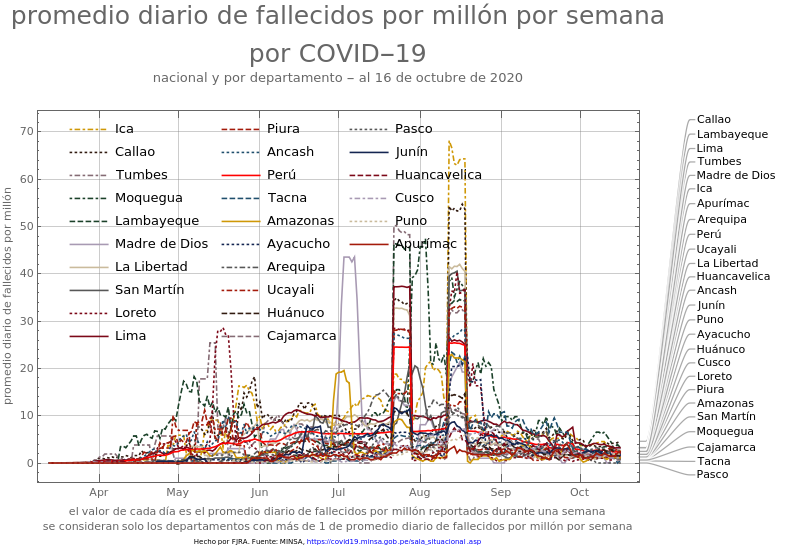 promedio diario de fallecidos por millón por semana
por COVID‒19
nacional y por departamento ‒ al 16 de octubre de 2020
promedio diario de fallecidos por millón
70
60
50
40
30
20
10
0
Ica
Callao
Tumbes
Moquegua
Lambayeque
Madre de Dios
La Libertad
San Martín
Loreto
Lima
Piura
Ancash
Perú
Tacna
Amazonas
Ayacucho
Arequipa
Ucayali
Huánuco
Cajamarca
Pasco
Junín
Huancavelica
Cusco
Puno
Apurímac
Callao
Lambayeque
Lima
Tumbes
Madre de Dios
Ica
Apurímac
Arequipa
Perú
Ucayali
La Libertad
Huancavelica
Ancash
Junín
Puno
Ayacucho
Huánuco
Cusco
Loreto
Piura
Amazonas
San Martín
Moquegua
Cajamarca
Tacna
Pasco
Apr May Jun Jul Aug Sep Oct
el valor de cada día es el promedio diario de fallecidos por millón reportados durante una semana
se consideran solo los departamentos con más de 1 de promedio diario de fallecidos por millón por semana
Hecho por FJRA. Fuente: MINSA, https://covid19.minsa.gob.pe/sala_situacional.asp